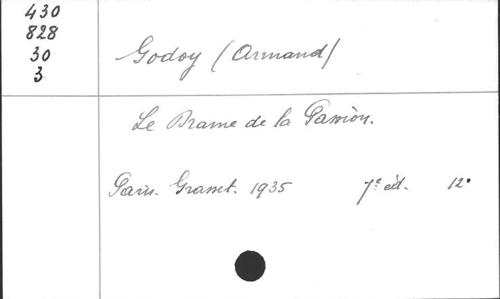 430
828
30
3
Godoy (Armand)
Le Drame de la Passion.
Paris. Grasset. 1935 7e éd. 12°